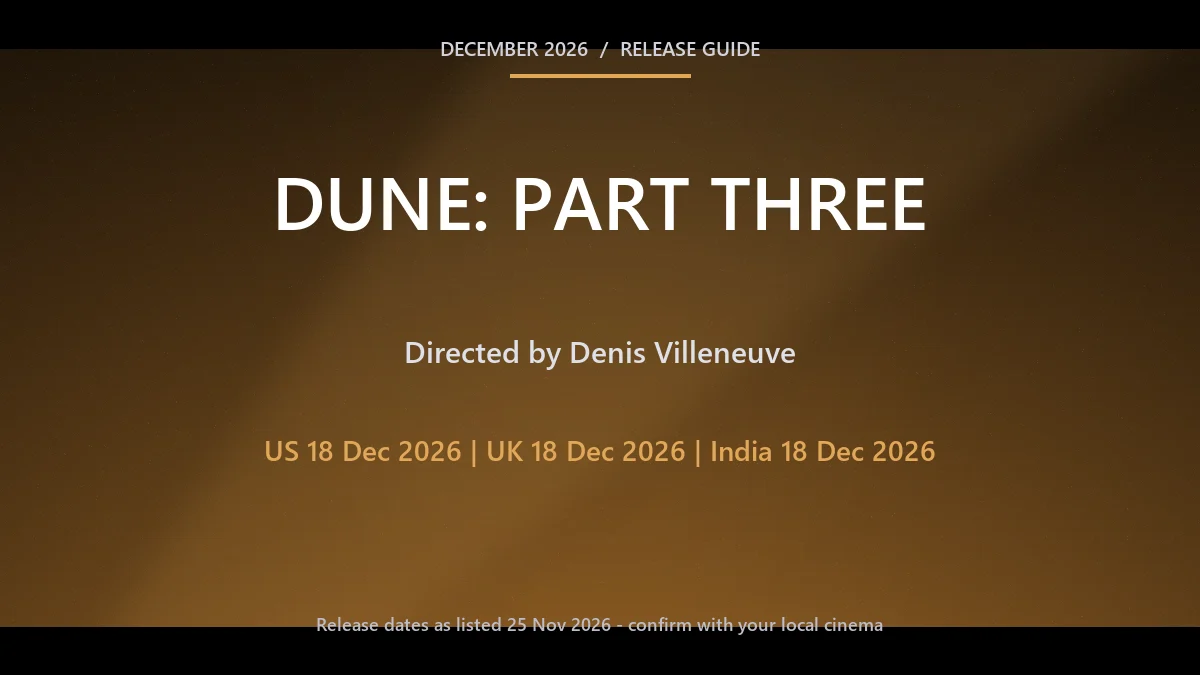 DECEMBER 2026 / RELEASE GUIDE
DUNE: PART THREE
Directed by Denis Villeneuve
US 18 Dec 2026 | UK 18 Dec 2026 | India 18 Dec 2026
Release dates as listed 25 Nov 2026 - confirm with your local cinema